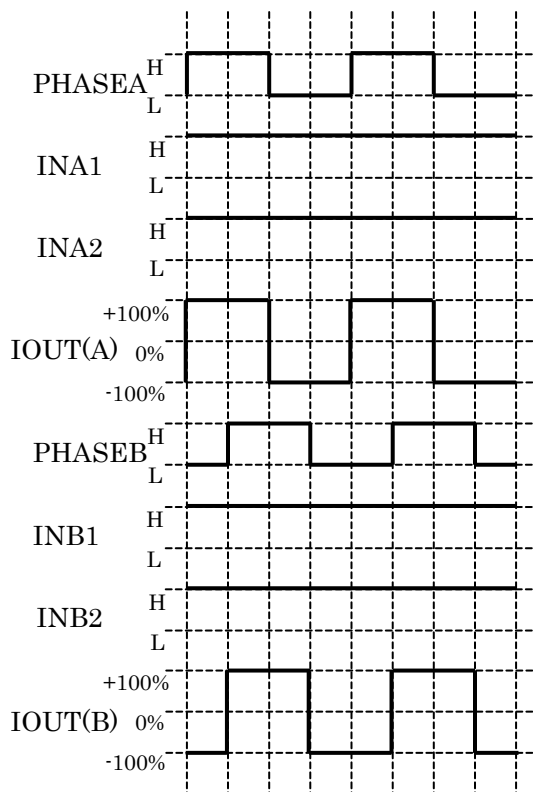 H
PHASEA
L
H
INA1
L
H
INA2
L
+100%
IOUT(A) 0%
-100%
H
PHASEB
L
H
INB1
L
H
INB2
L
+100%
IOUT(B) 0%
-100%